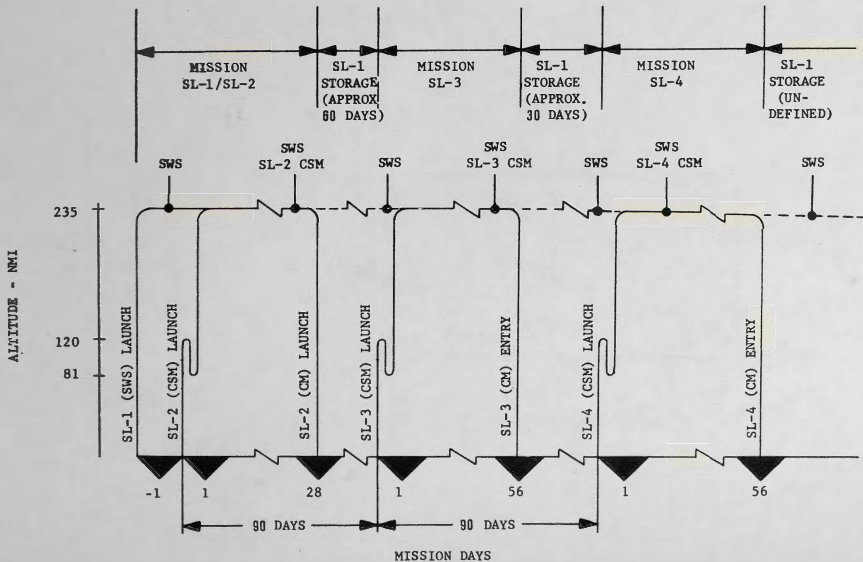 MISSION
SL-1/SL-2
SL-1
STORAGE
(APPROX
60 DAYS)
MISSION
SL-3
SL-1
STORAGE
(APPROX.
30 DAYS)
MISSION
SL-4
SL-1
STORAGE
(UN-
DEFINED)
SWS
SWS
SL-2 CSM
SWS
SWS
SL-3 CSM
SWS
SWS
SL-4 CSM
SWS
ALTITUDE - NMI
235
120
81
SL-1 (SWS) LAUNCH
SL-2 (CSM) LAUNCH
SL-2 (CM) LAUNCH
SL-3 (CSM) LAUNCH
SL-3 (CM) ENTRY
SL-4 (CSM) LAUNCH
SL-4 (CM) ENTRY
-1
1
28
1
56
1
56
90 DAYS
90 DAYS
MISSION DAYS